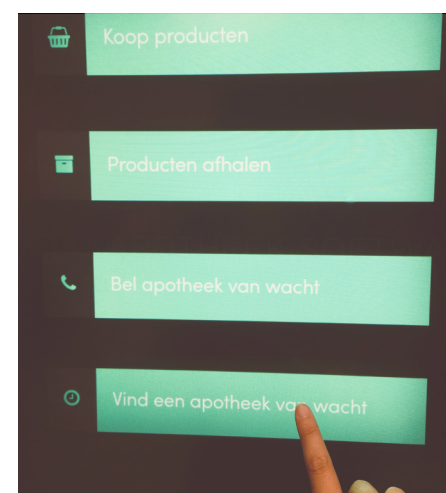 Koop producten
Producten afhalen
Bel apotheek van wacht
Vind een apotheek van wacht